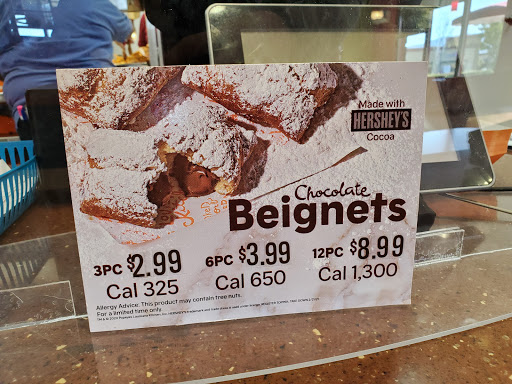 Made with
HERSHEY'S
Cocoa
Chocolate
Beignets
3PC $2.99 6PC $3.99 12PC $8.99
Cal 325 Cal 650 Cal 1,300
Allergy Advice: This product may contain tree nuts.
For a limited time only.